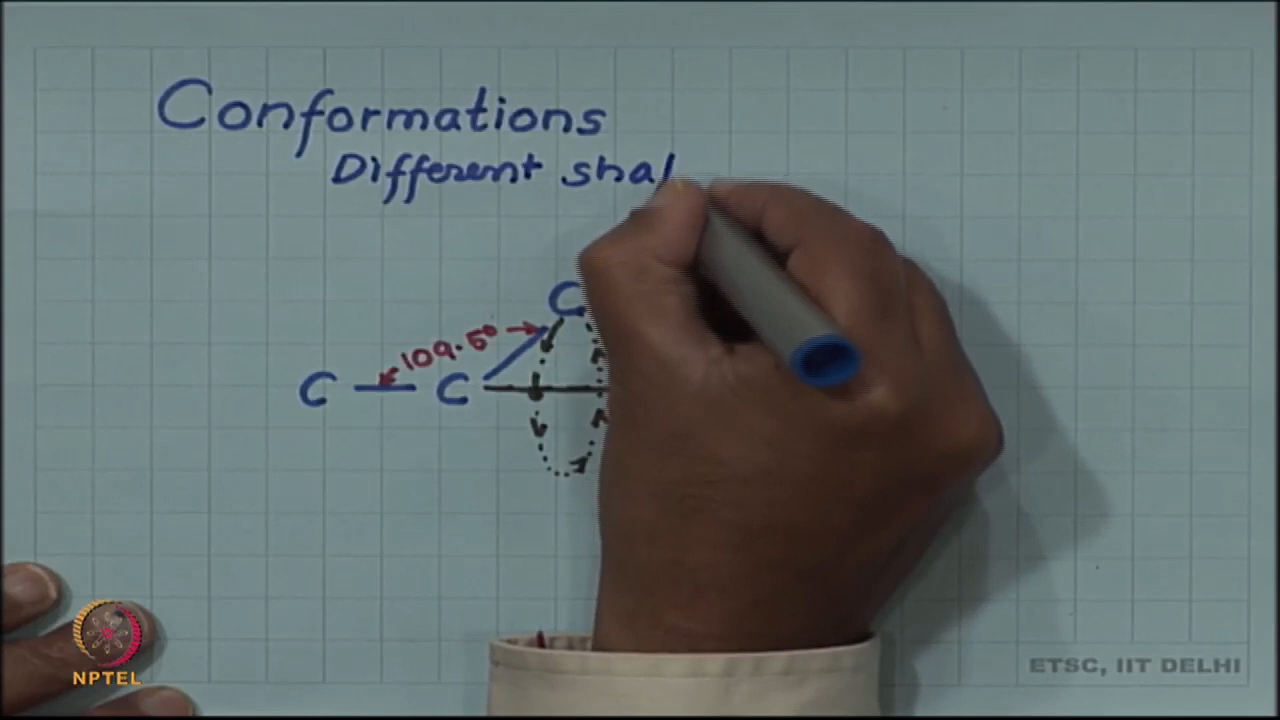 Conformations
Different sha
C
109.5°
C C
NPTEL
ETSC, IIT DELHI